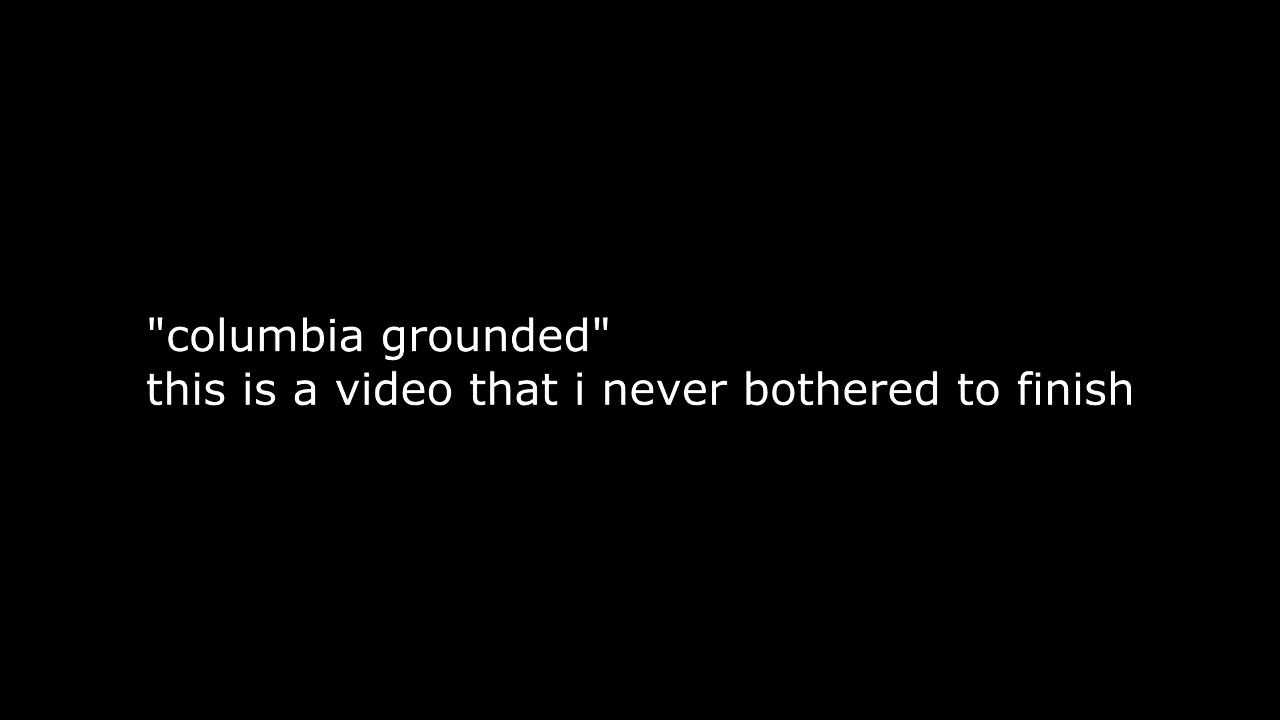 "columbia grounded"
this is a video that i never bothered to finish